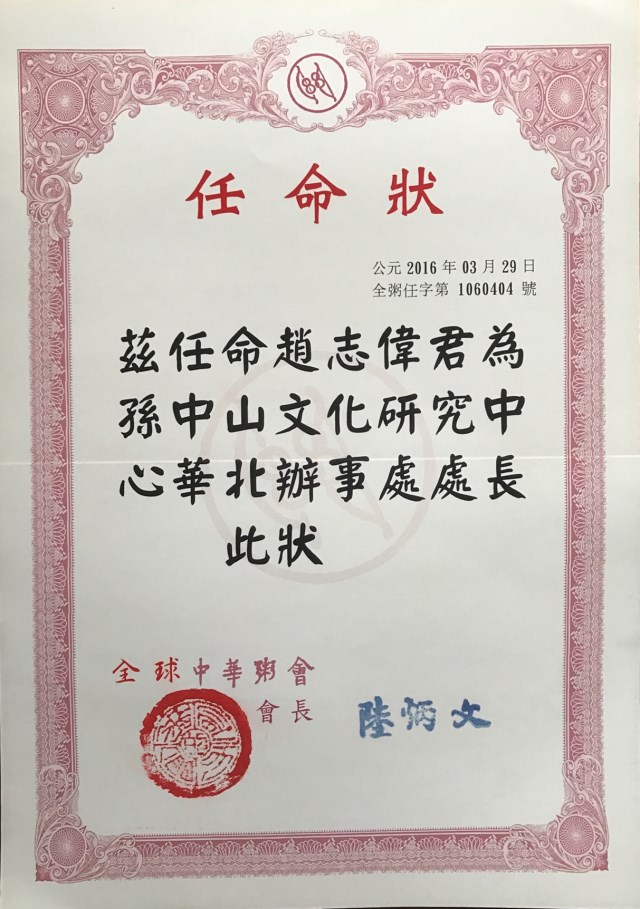 任命狀
公元 2016 年 03 月 29 日
全粥任字第 1060404 號
茲任命趙志偉君為
孫中山文化研究中
心華北辦事處處長
此狀
全球中華粥會
會長
陸炳文